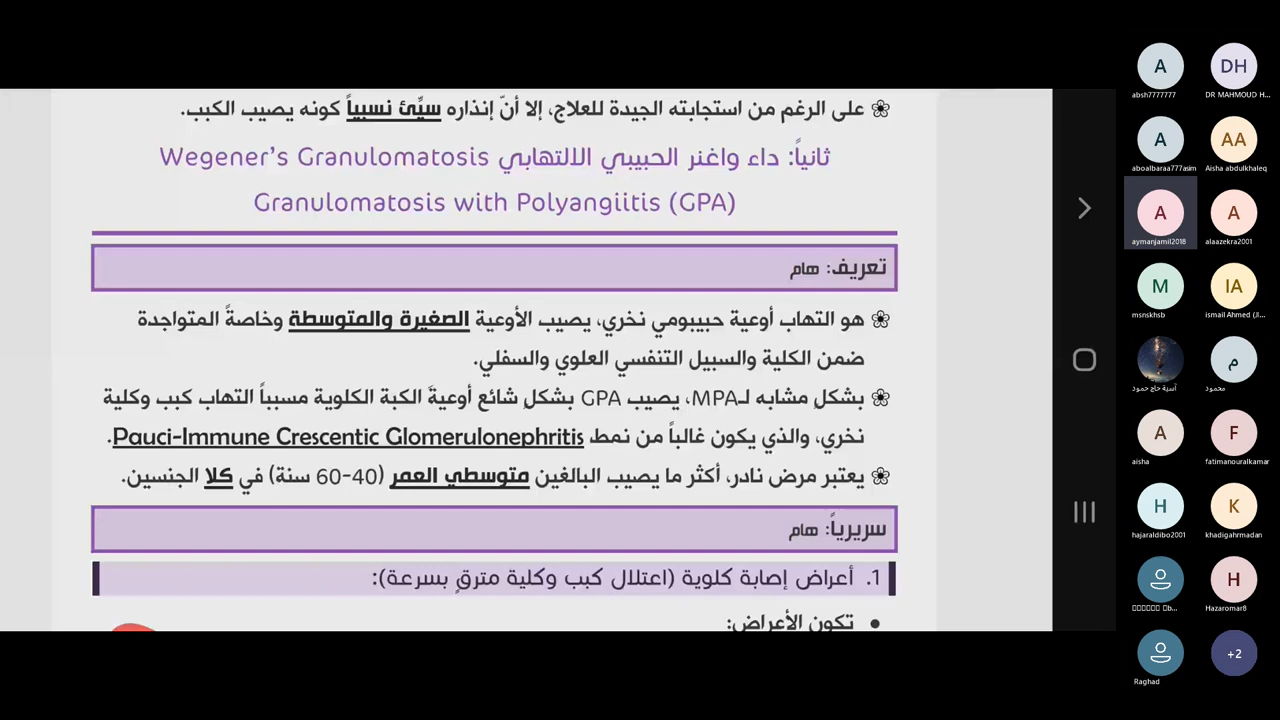 على الرغم من استجابته الجيدة للعلاج، إلا أنّ إنذاره سيِّئ نسبياً كونه يصيب الكبب.
ثانياً: داء واغنر الحبيبي الالتهابي Wegener's Granulomatosis
Granulomatosis with Polyangiitis (GPA)
تعريف: هام
هو التهاب أوعية حبيبومي نخري، يصيب الأوعية الصغيرة والمتوسطة وخاصةً المتواجدة
ضمن الكلية والسبيل التنفسي العلوي والسفلي.
بشكلٍ مشابه لـMPA، يصيب GPA بشكلٍ شائع أوعيةَ الكبة الكلوية مسبباً التهاب كبب وكلية
نخري، والذي يكون غالباً من نمط Pauci-Immune Crescentic Glomerulonephritis.
يعتبر مرض نادر، أكثر ما يصيب البالغين متوسطي العمر (40-60 سنة) في كلا الجنسين.
سريرياً: هام
1. أعراض إصابة كلوية (اعتلال كبب وكلية مترقٍ بسرعة):
• تكون الأعراض:
A
absh7777777
DH
DR MAHMOUD H...
A
aboalbaraa777asim
AA
Aisha abdulkhaleq
A
aymanjamil2018
A
alaazekra2001
M
msnskhsb
IA
ismail Ahmed (Jl...
آسية حاج حمود
م
محمود
A
aisha
F
fatimanouralkamar
H
hajaraldibo2001
K
khadigahrmadan
b...
H
Hazaromar8
Raghad
+2